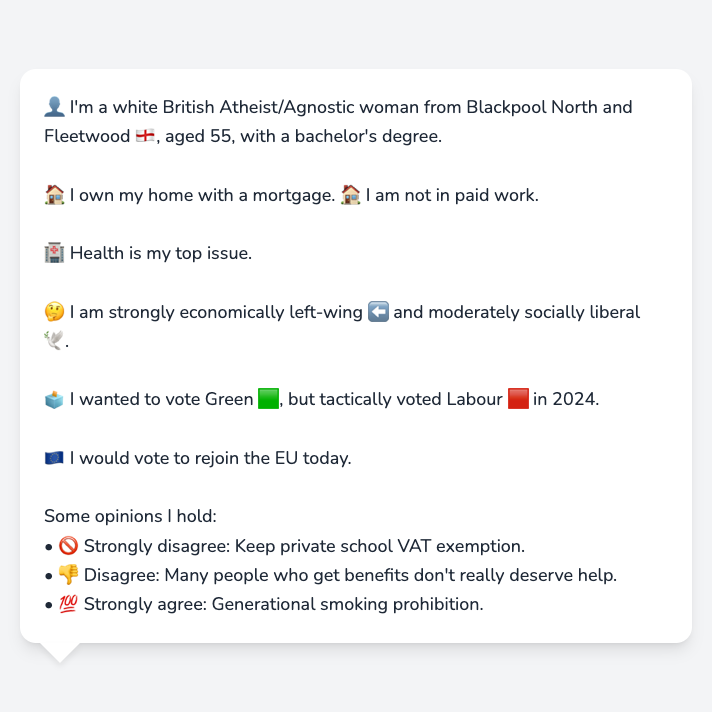 👤 I'm a white British Atheist/Agnostic woman from Blackpool North and
Fleetwood 🏴󠁧󠁢󠁥󠁮󠁧󠁿, aged 55, with a bachelor's degree.
🏠 I own my home with a mortgage. 🏠 I am not in paid work.
🏥 Health is my top issue.
🤔 I am strongly economically left-wing ⬅️ and moderately socially liberal
🕊️.
🗳️ I wanted to vote Green 🟩, but tactically voted Labour 🟥 in 2024.
🇪🇺 I would vote to rejoin the EU today.
Some opinions I hold:
• 🚫 Strongly disagree: Keep private school VAT exemption.
• 👎 Disagree: Many people who get benefits don't really deserve help.
• 💯 Strongly agree: Generational smoking prohibition.